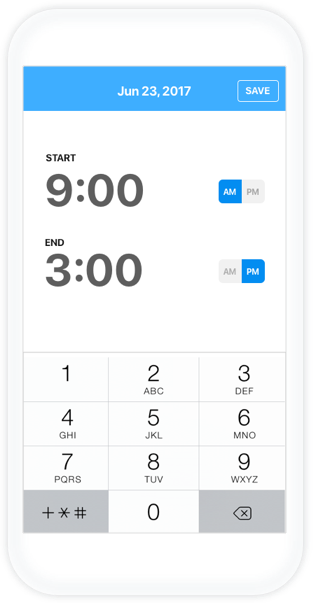 Jun 23, 2017 SAVE
START
9:00 AM PM
END
3:00 AM PM
1 2 3
ABC DEF
4 5 6
GHI JKL MNO
7 8 9
PQRS TUV WXYZ
+*# 0